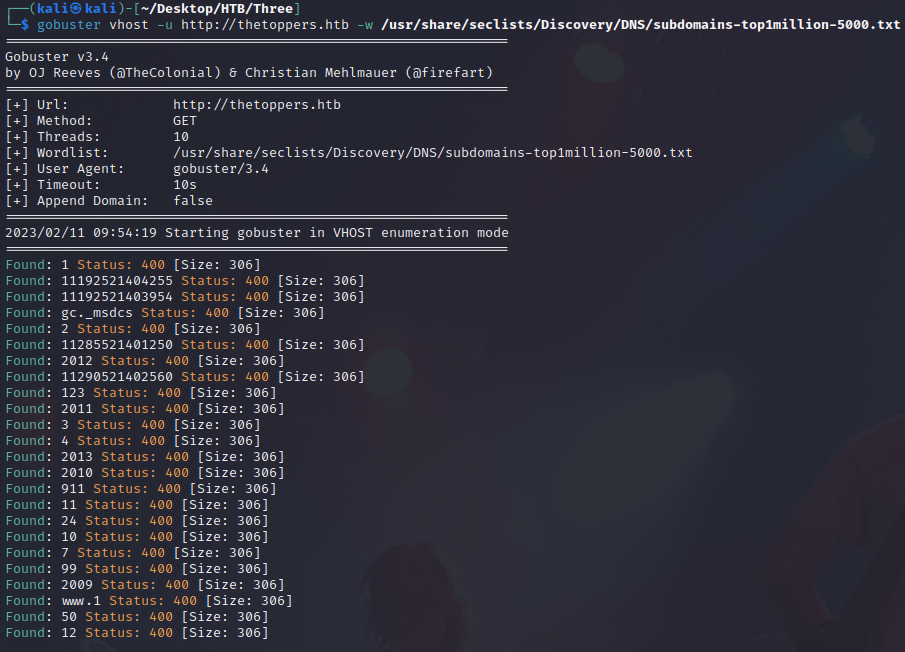 ┌──(kali㉿kali)-[~/Desktop/HTB/Three]
└─$ gobuster vhost -u http://thetoppers.htb -w /usr/share/seclists/Discovery/DNS/subdomains-top1million-5000.txt
===============================================================
Gobuster v3.4
by OJ Reeves (@TheColonial) & Christian Mehlmauer (@firefart)
===============================================================
[+] Url:             http://thetoppers.htb
[+] Method:          GET
[+] Threads:         10
[+] Wordlist:        /usr/share/seclists/Discovery/DNS/subdomains-top1million-5000.txt
[+] User Agent:      gobuster/3.4
[+] Timeout:         10s
[+] Append Domain:   false
===============================================================
2023/02/11 09:54:19 Starting gobuster in VHOST enumeration mode
===============================================================
Found: 1 Status: 400 [Size: 306]
Found: 11192521404255 Status: 400 [Size: 306]
Found: 11192521403954 Status: 400 [Size: 306]
Found: gc._msdcs Status: 400 [Size: 306]
Found: 2 Status: 400 [Size: 306]
Found: 11285521401250 Status: 400 [Size: 306]
Found: 2012 Status: 400 [Size: 306]
Found: 11290521402560 Status: 400 [Size: 306]
Found: 123 Status: 400 [Size: 306]
Found: 2011 Status: 400 [Size: 306]
Found: 3 Status: 400 [Size: 306]
Found: 4 Status: 400 [Size: 306]
Found: 2013 Status: 400 [Size: 306]
Found: 2010 Status: 400 [Size: 306]
Found: 911 Status: 400 [Size: 306]
Found: 11 Status: 400 [Size: 306]
Found: 24 Status: 400 [Size: 306]
Found: 10 Status: 400 [Size: 306]
Found: 7 Status: 400 [Size: 306]
Found: 99 Status: 400 [Size: 306]
Found: 2009 Status: 400 [Size: 306]
Found: www.1 Status: 400 [Size: 306]
Found: 50 Status: 400 [Size: 306]
Found: 12 Status: 400 [Size: 306]